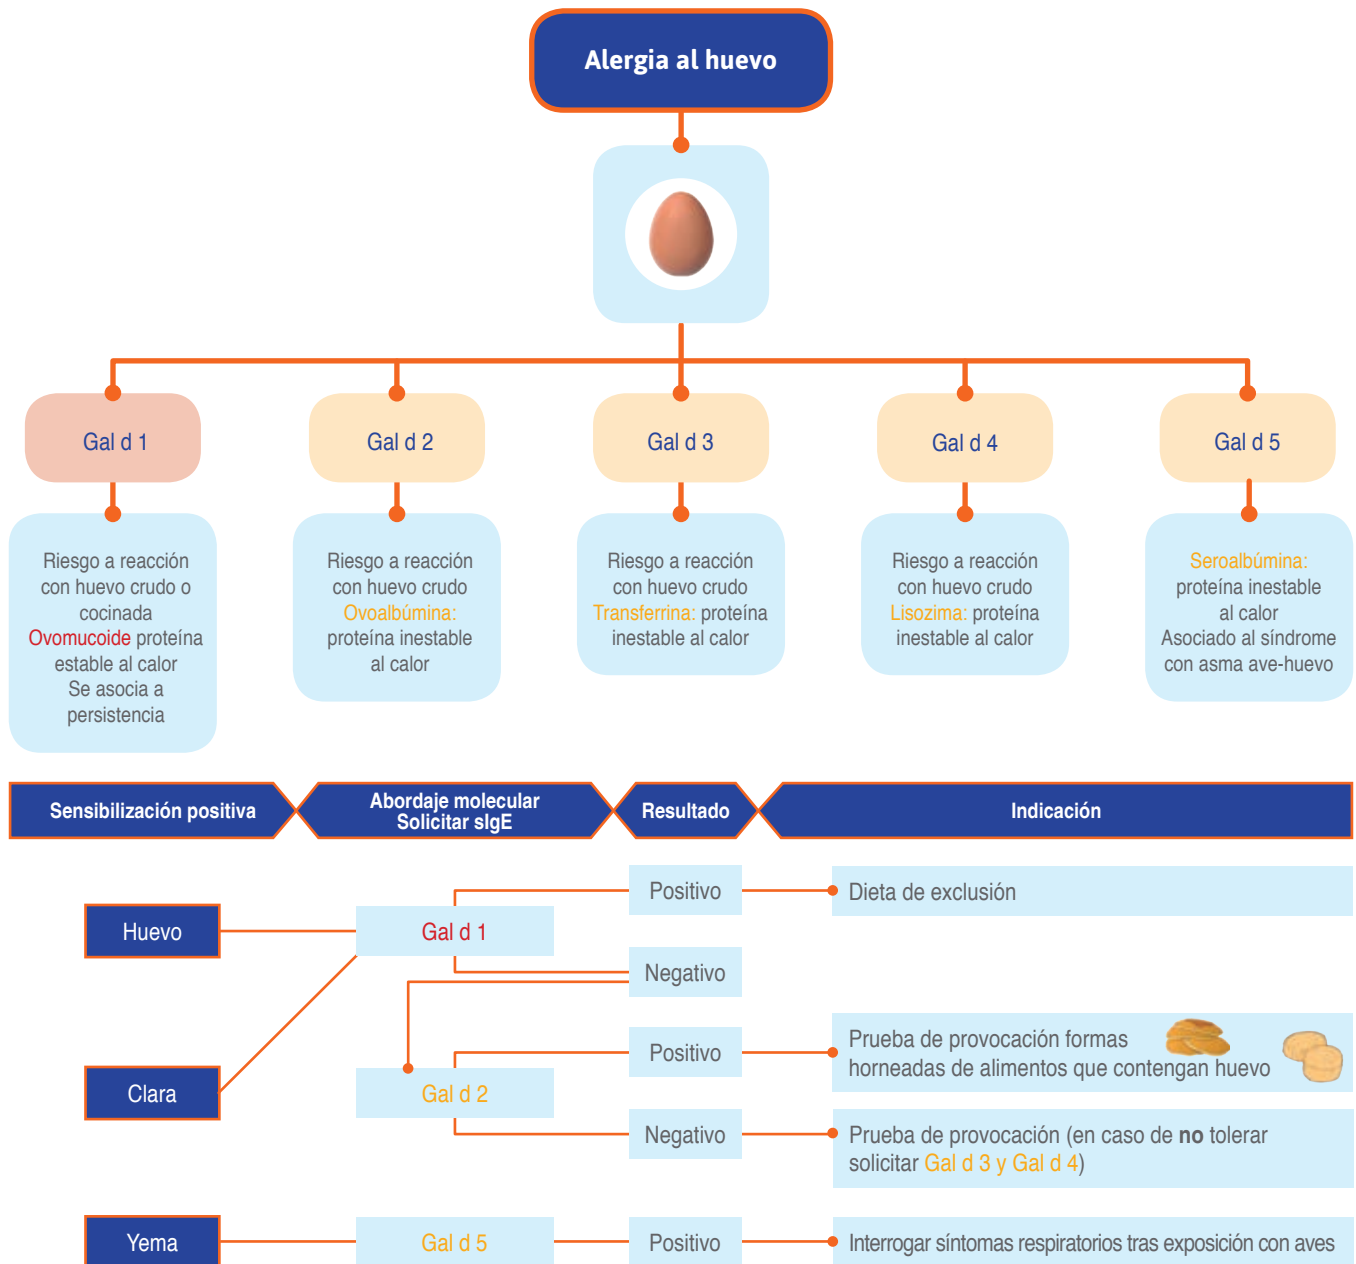 Alergia al huevo
Gal d 1
Gal d 2
Gal d 3
Gal d 4
Gal d 5
Riesgo a reacción
con huevo crudo o
cocinada
Ovomucoide proteína
estable al calor
Se asocia a
persistencia
Riesgo a reacción
con huevo crudo
Ovoalbúmina:
proteína inestable
al calor
Riesgo a reacción
con huevo crudo
Transferrina: proteína
inestable al calor
Riesgo a reacción
con huevo crudo
Lisozima: proteína
inestable al calor
Seroalbúmina:
proteína inestable
al calor
Asociado al síndrome
con asma ave-huevo
Sensibilización positiva
Abordaje molecular
Solicitar sIgE
Resultado
Indicación
Huevo
Gal d 1
Positivo
Dieta de exclusión
Negativo
Clara
Gal d 2
Positivo
Prueba de provocación formas
horneadas de alimentos que contengan huevo
Negativo
Prueba de provocación (en caso de no tolerar
solicitar Gal d 3 y Gal d 4)
Yema
Gal d 5
Positivo
Interrogar síntomas respiratorios tras exposición con aves